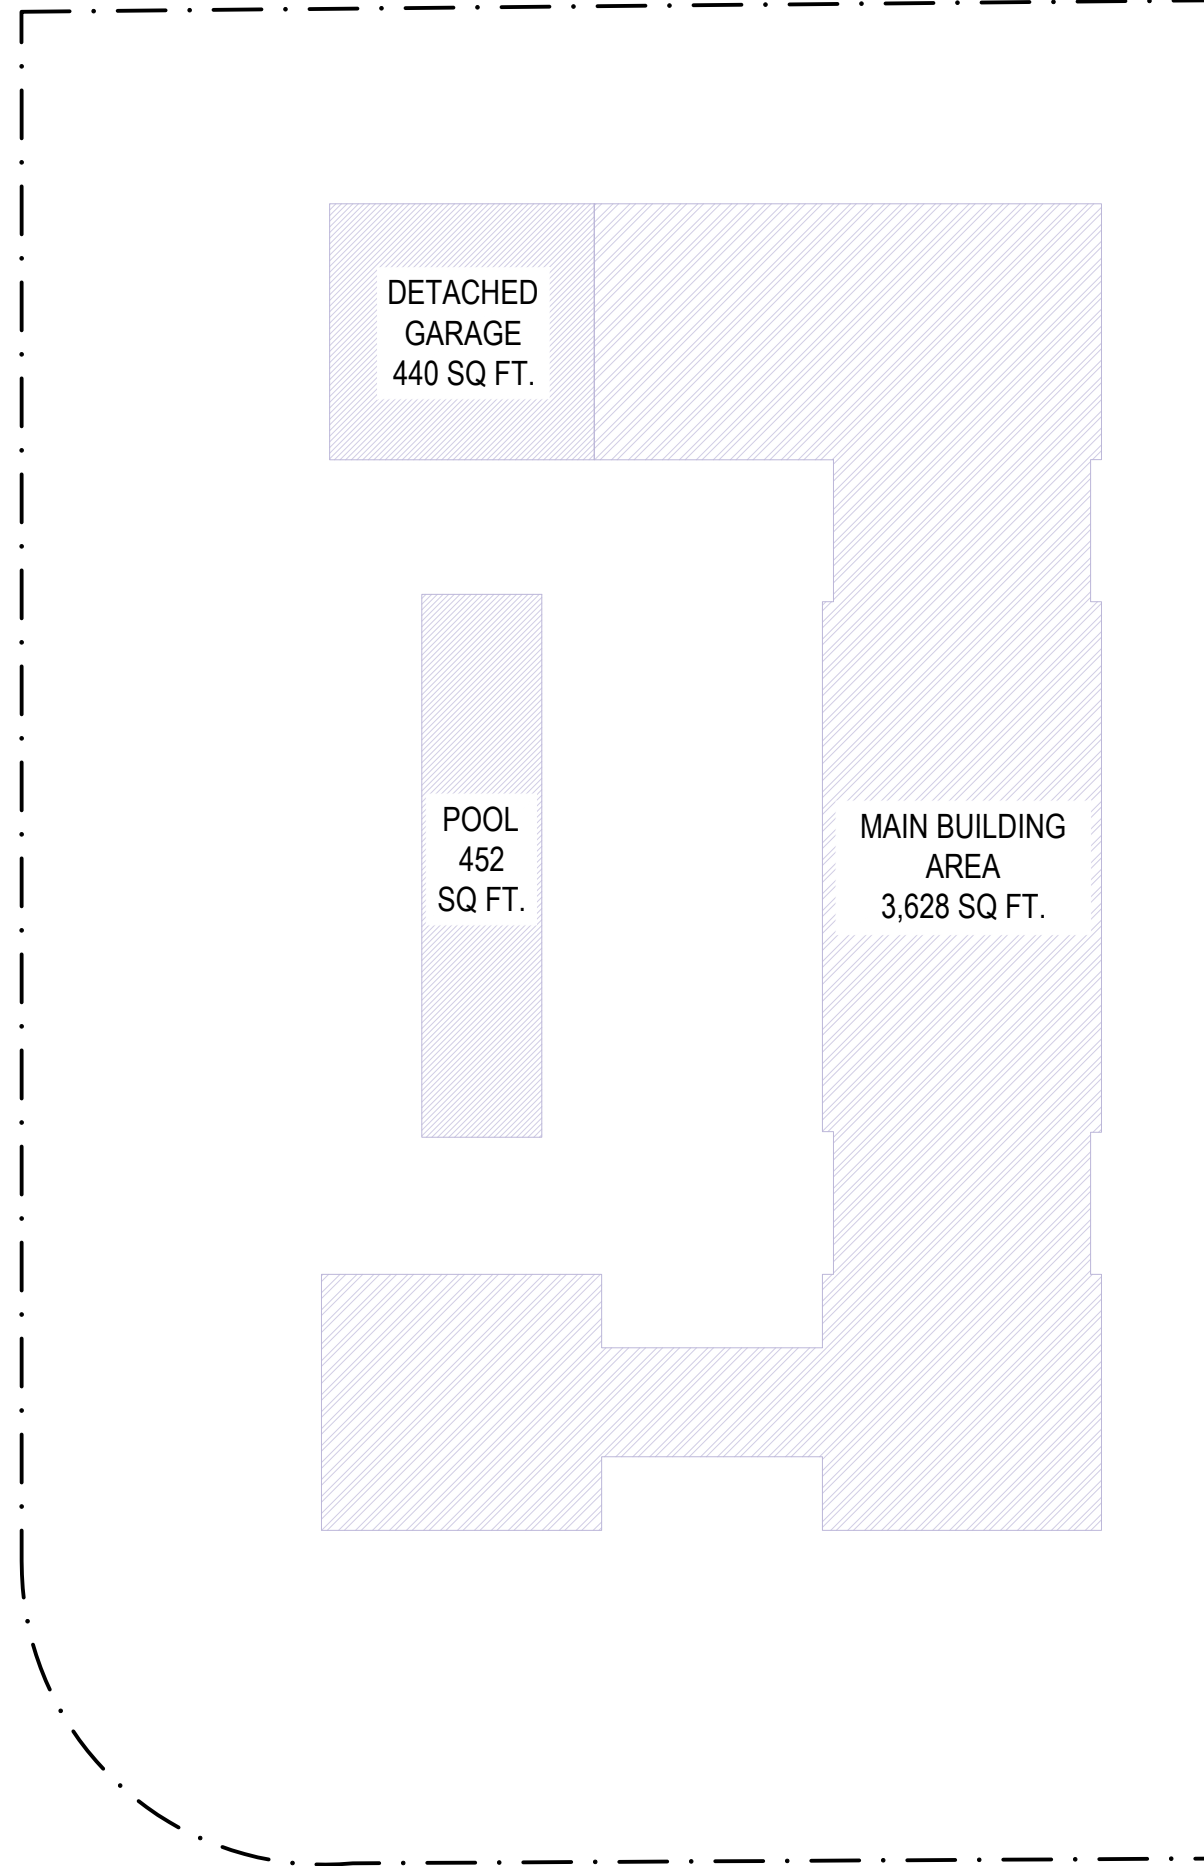 DETACHED
GARAGE
440 SQ FT.
POOL
452
SQ FT.
MAIN BUILDING
AREA
3,628 SQ FT.